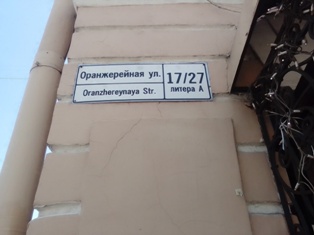 Оранжерейная ул.
Oranzhereynaya Str.
17/27
литера А